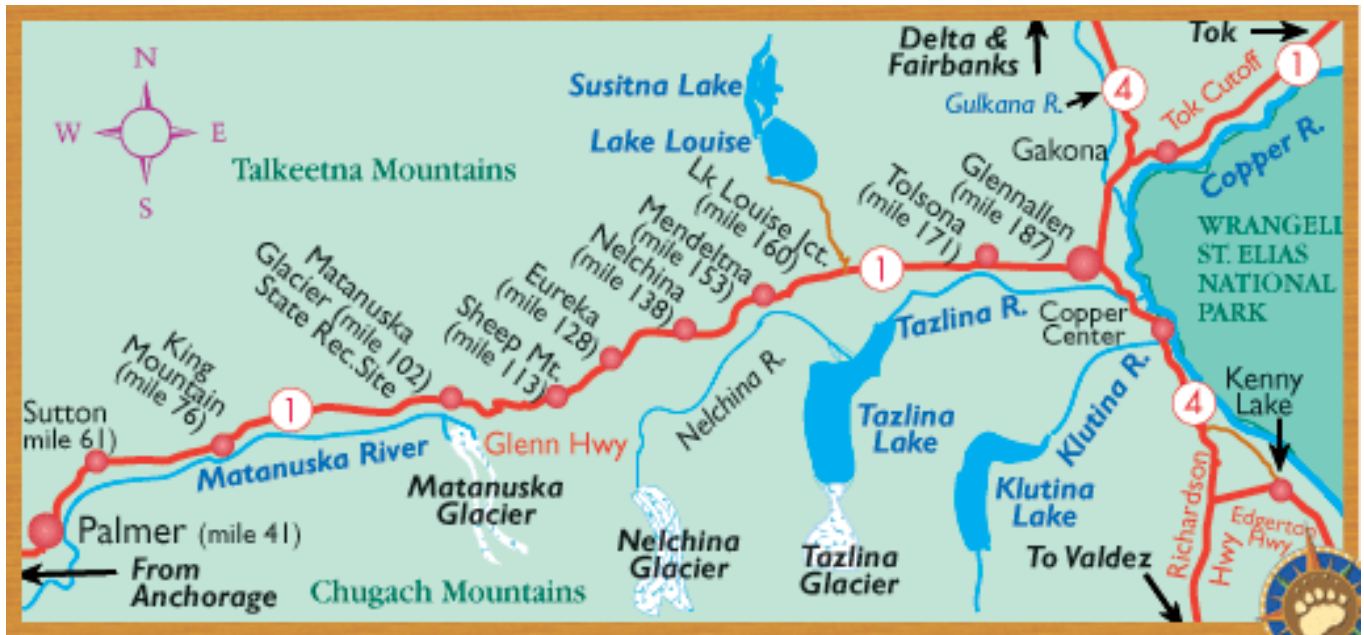 N
W
E
S
Talkeetna Mountains
Susitna Lake
Lake Louise
Delta &
Fairbanks
Gulkana R.
4
Tok
1
Tok Cutoff
Gakona
Copper R.
WRANGELL
ST. ELIAS
NATIONAL
PARK
Sutton
mile 61)
King
Mountain
(mile 76)
1
Matanuska
Glacier (mile 102)
State Rec. Site
Sheep Mt.
(mile 113)
Eureka
(mile 128)
Nelchina
(mile 138)
Mendeltna
(mile 153)
Lk Louise Jct.
(mile 160)
1
Tolsona
(mile 171)
Glennallen
(mile 187)
Copper
Center
Tazlina R.
Klutina R.
Nelchina R.
Glenn Hwy
Matanuska River
Matanuska
Glacier
Tazlina
Lake
Klutina
Lake
4
Kenny
Lake
Palmer (mile 41)
From
Anchorage
Chugach Mountains
Nelchina
Glacier
Tazlina
Glacier
To Valdez
Richardson
Hwy
Edgerton
Hwy